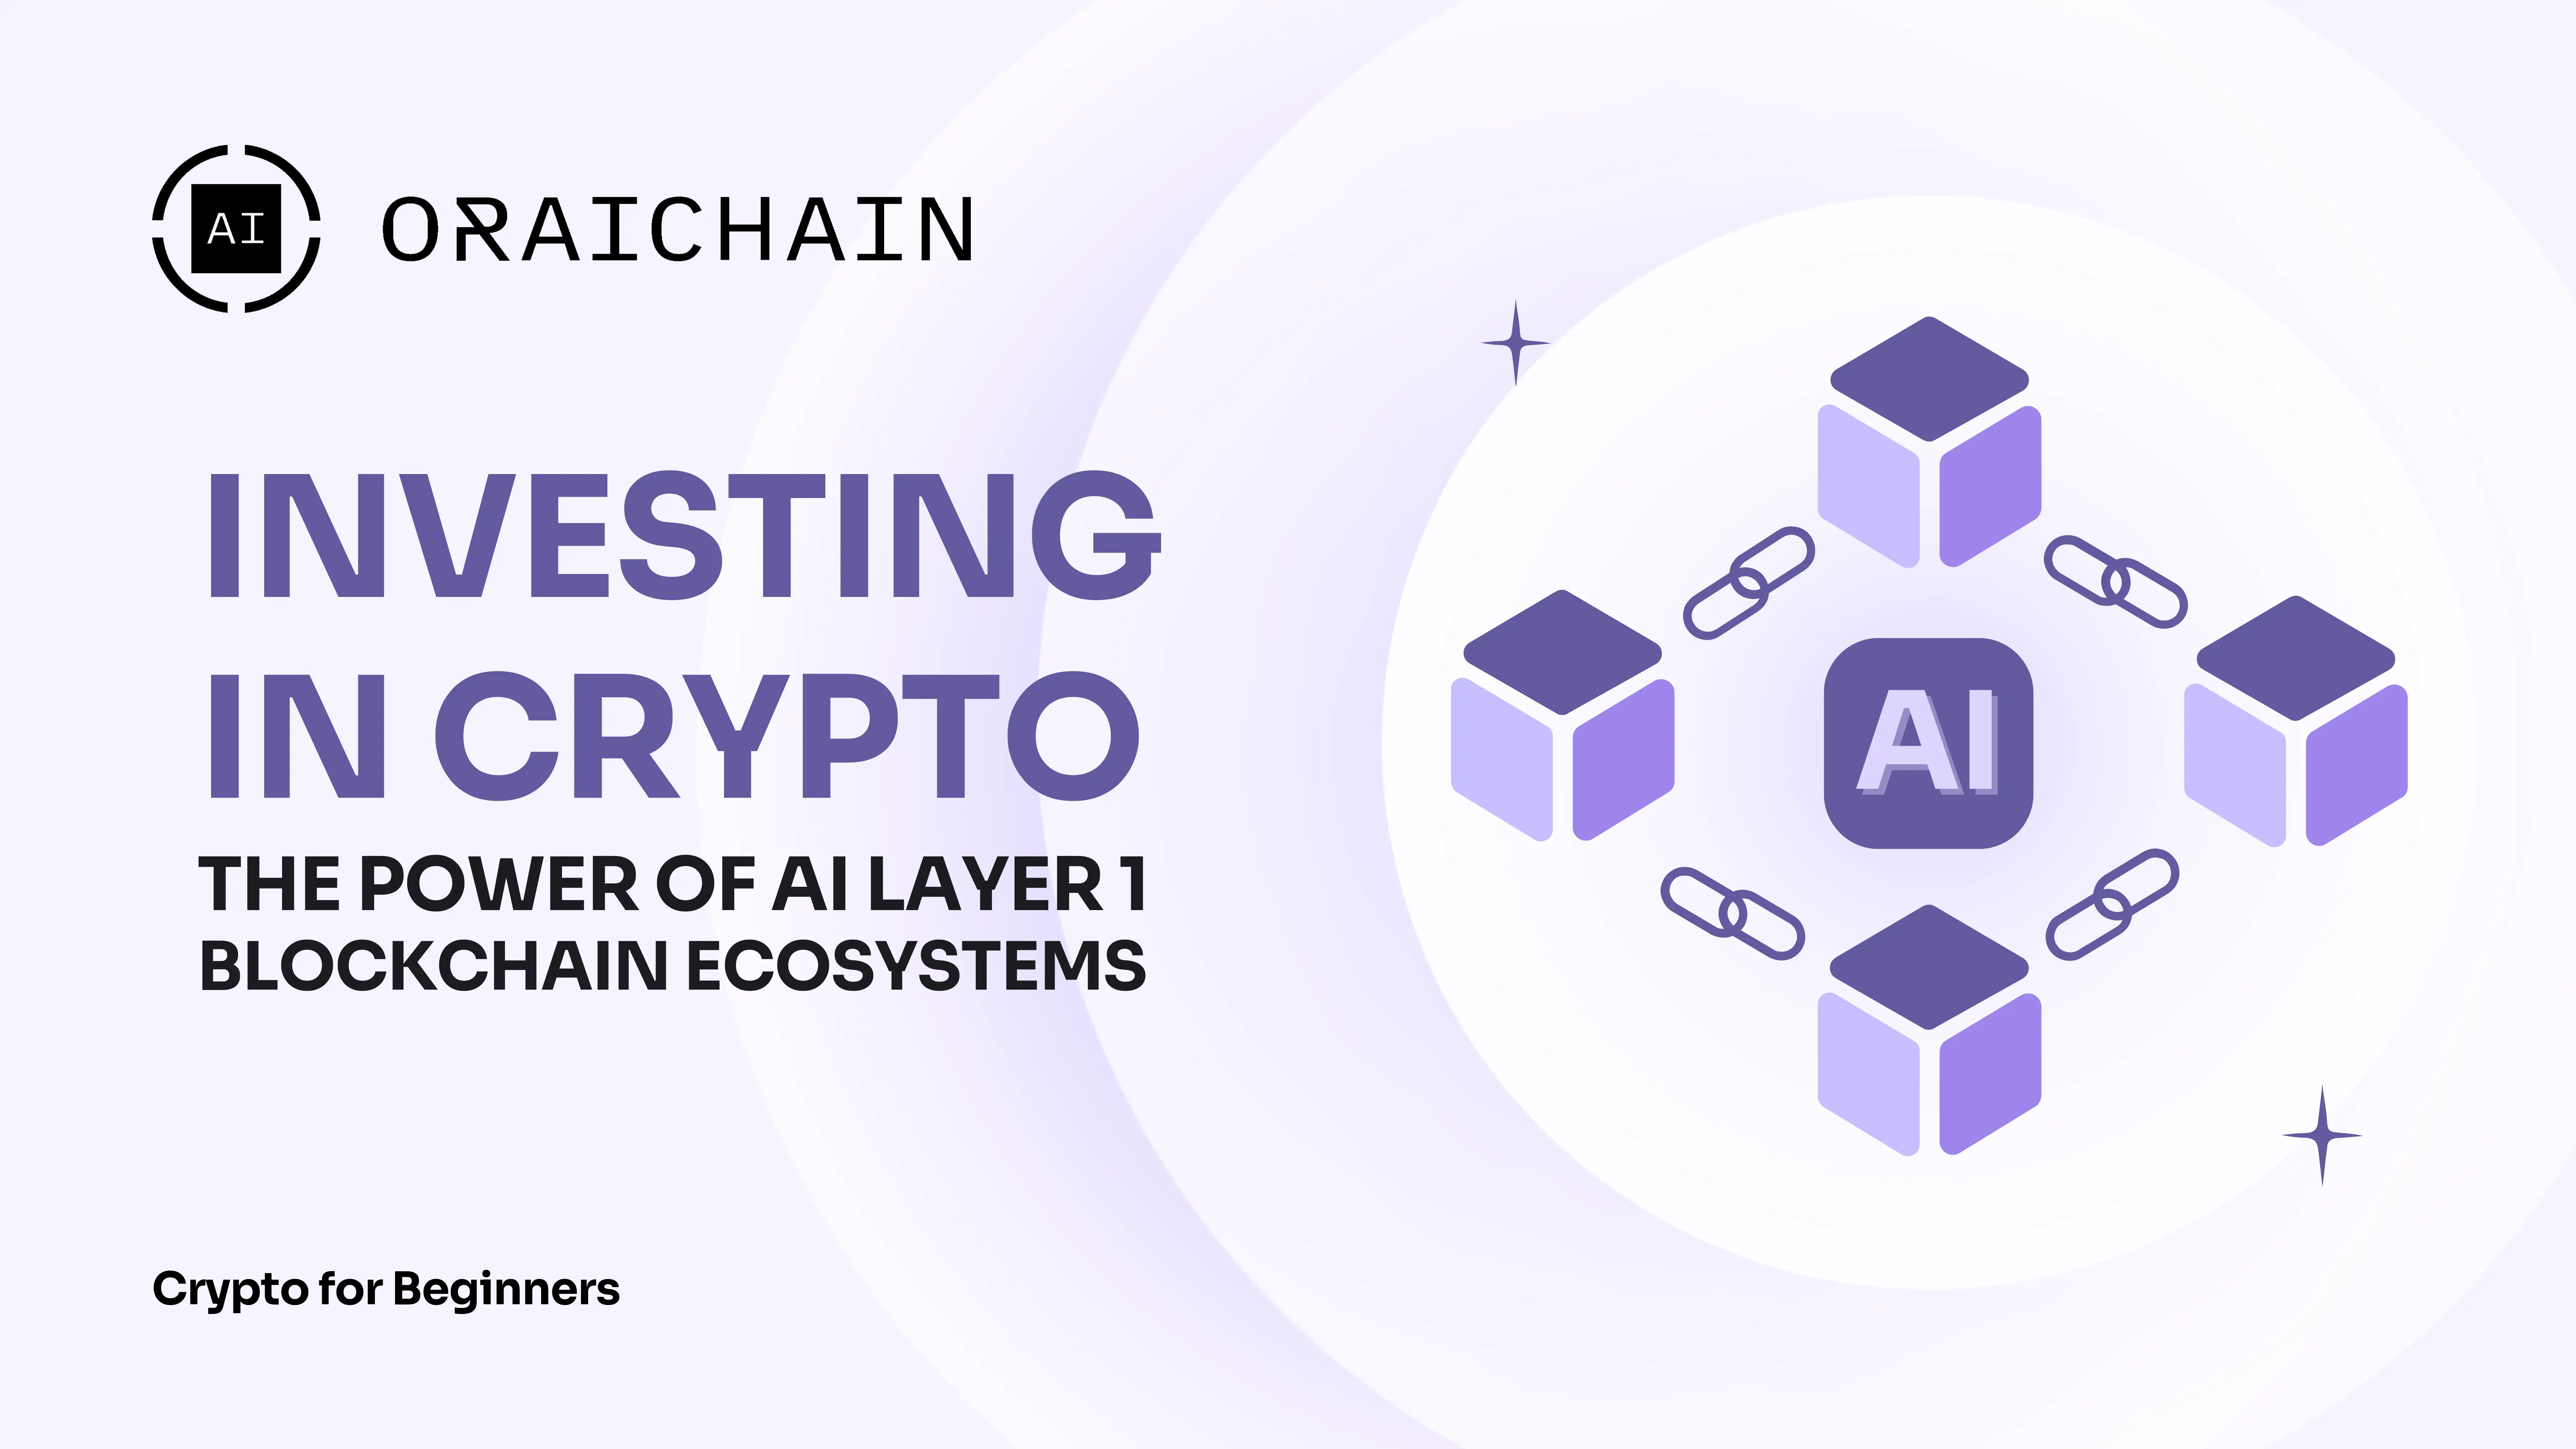 AI
ORAICHAIN
INVESTING
IN CRYPTO
THE POWER OF AI LAYER 1
BLOCKCHAIN ECOSYSTEMS
AI
Crypto for Beginners